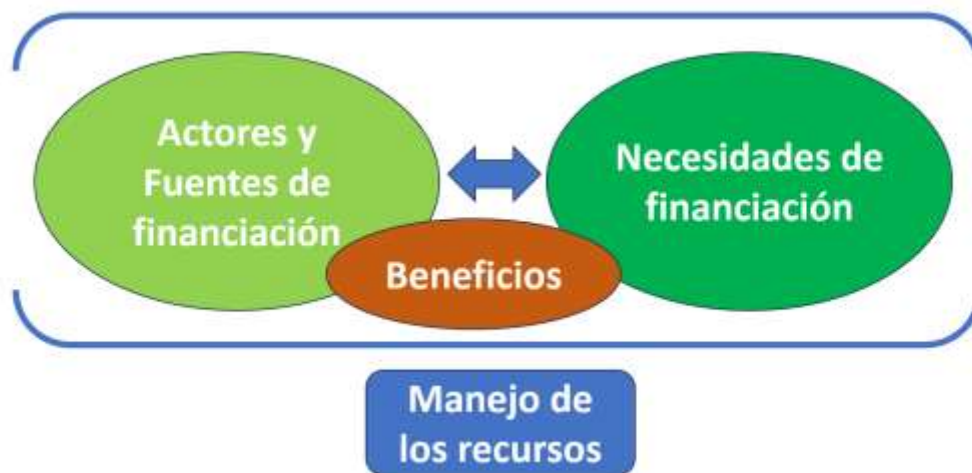 Actores y
Fuentes de
financiación
Necesidades de
financiación
Beneficios
Manejo de
los recursos